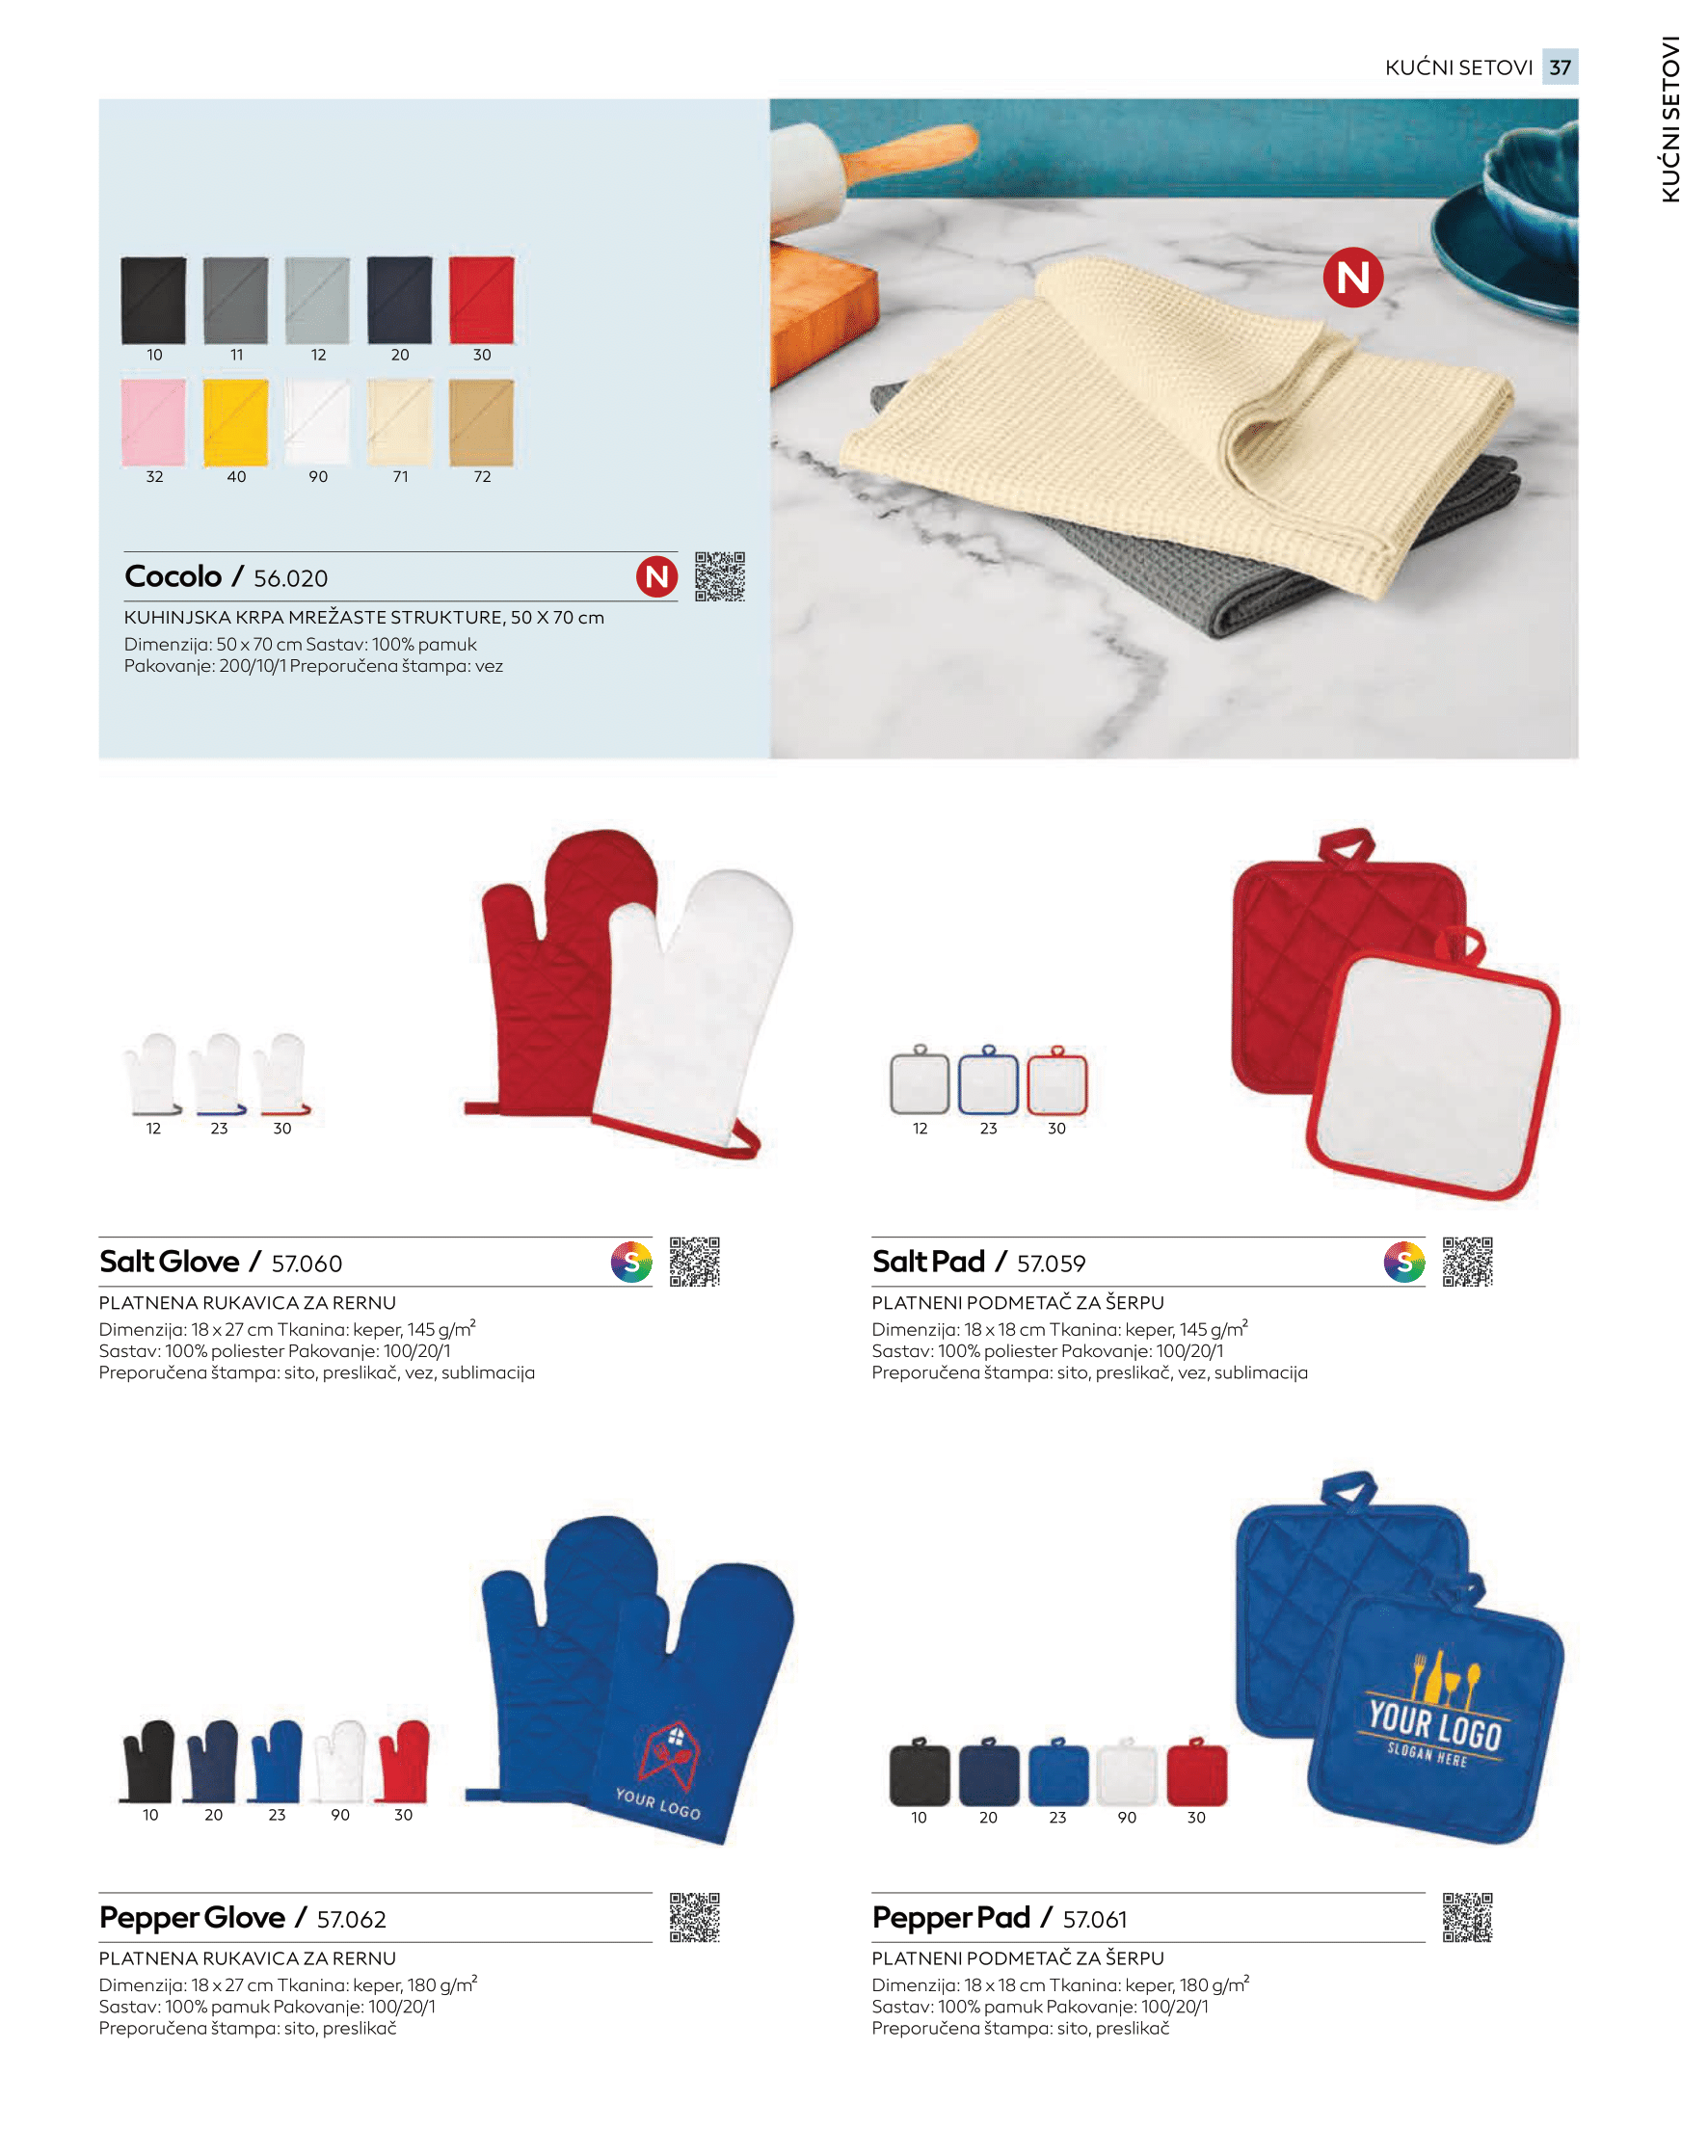 KUĆNI SETOVI 37
KUĆNI SETOVI
N
10 11 12 20 30
32 40 90 71 72
Cocolo / 56.020
N
KUHINJSKA KRPA MREŽASTE STRUKTURE, 50 X 70 cm
Dimenzija: 50 x 70 cm Sastav: 100% pamuk
Pakovanje: 200/10/1 Preporučena štampa: vez
12 23 30
Salt Glove / 57.060
S
PLATNENA RUKAVICA ZA RERNU
Dimenzija: 18 x 27 cm Tkanina: keper, 145 g/m²
Sastav: 100% poliester Pakovanje: 100/20/1
Preporučena štampa: sito, preslikač, vez, sublimacija
12 23 30
Salt Pad / 57.059
S
PLATNENI PODMETAČ ZA ŠERPU
Dimenzija: 18 x 18 cm Tkanina: keper, 145 g/m²
Sastav: 100% poliester Pakovanje: 100/20/1
Preporučena štampa: sito, preslikač, vez, sublimacija
YOUR LOGO
10 20 23 90 30
Pepper Glove / 57.062
PLATNENA RUKAVICA ZA RERNU
Dimenzija: 18 x 27 cm Tkanina: keper, 180 g/m²
Sastav: 100% pamuk Pakovanje: 100/20/1
Preporučena štampa: sito, preslikač
YOUR LOGO
SLOGAN HERE
10 20 23 90 30
Pepper Pad / 57.061
PLATNENI PODMETAČ ZA ŠERPU
Dimenzija: 18 x 18 cm Tkanina: keper, 180 g/m²
Sastav: 100% pamuk Pakovanje: 100/20/1
Preporučena štampa: sito, preslikač